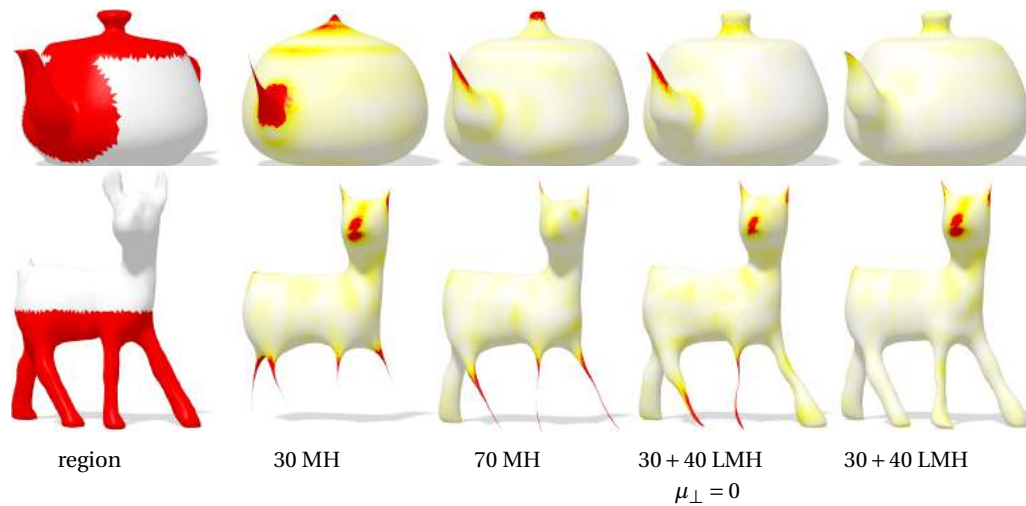 region 30 MH 70 MH 30 + 40 LMH 30 + 40 LMH
μ⊥ = 0